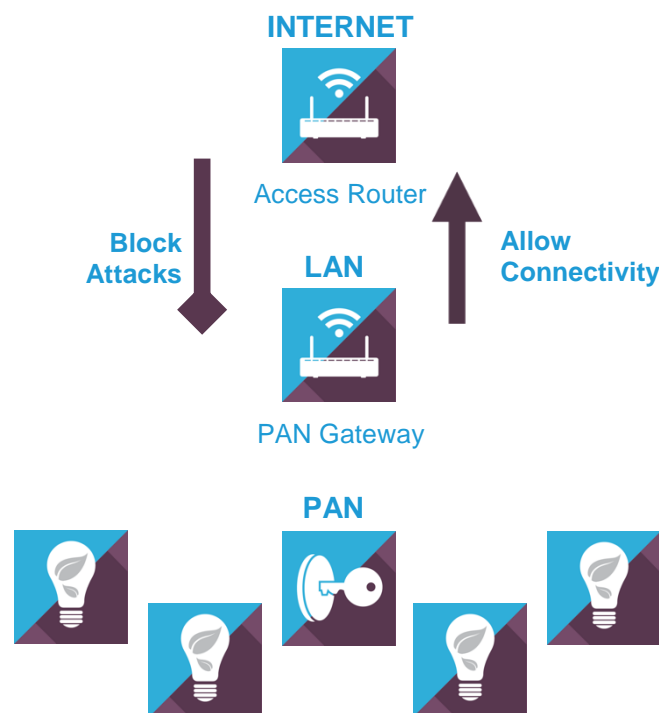 INTERNET
Access Router
Block
Attacks
Allow
Connectivity
LAN
PAN Gateway
PAN